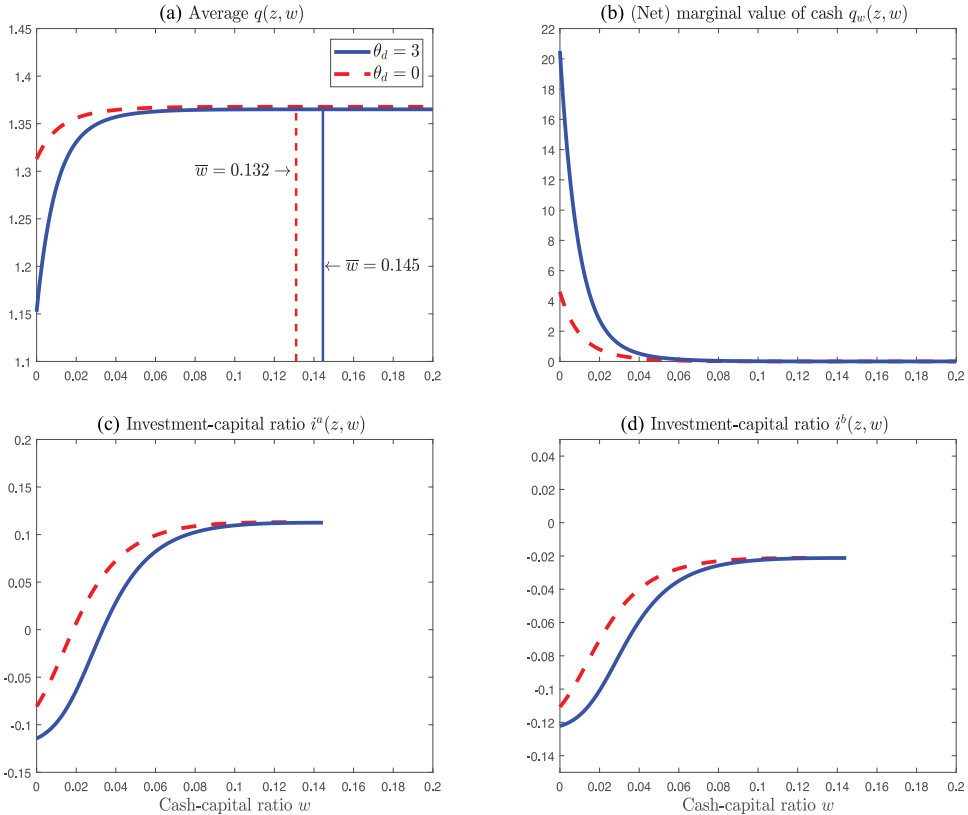 (a) Average q(z, w)
1.45
1.4
1.35
1.3
1.25
1.2
1.15
1.1
θ_d = 3
θ_d = 0
w̅ = 0.132 →
← w̅ = 0.145
0 0.02 0.04 0.06 0.08 0.1 0.12 0.14 0.16 0.18 0.2
(b) (Net) marginal value of cash q_w(z, w)
22
20
18
16
14
12
10
8
6
4
2
0
0 0.02 0.04 0.06 0.08 0.1 0.12 0.14 0.16 0.18 0.2
(c) Investment-capital ratio i^a(z, w)
0.2
0.15
0.1
0.05
0
-0.05
-0.1
-0.15
0 0.02 0.04 0.06 0.08 0.1 0.12 0.14 0.16 0.18 0.2
Cash-capital ratio w
(d) Investment-capital ratio i^b(z, w)
0.04
0.02
0
-0.02
-0.04
-0.06
-0.08
-0.1
-0.12
-0.14
0 0.02 0.04 0.06 0.08 0.1 0.12 0.14 0.16 0.18 0.2
Cash-capital ratio w